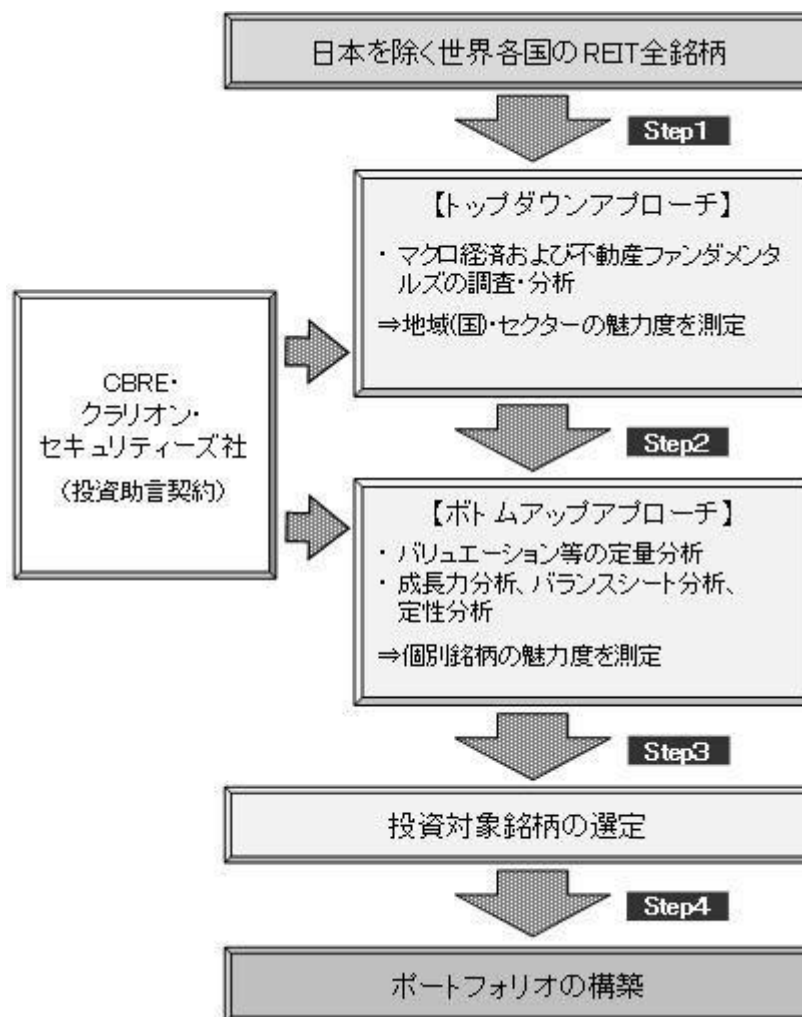 日本を除く世界各国のREIT全銘柄
Step1
【トップダウンアプローチ】
・ マクロ経済および不動産ファンダメンタ
ルズの調査・分析
⇒地域(国)・セクターの魅力度を測定
CBRE・
クラリオン・
セキュリティーズ社
(投資助言契約)
Step2
【ボトムアップアプローチ】
・ バリュエーション等の定量分析
・ 成長力分析、バランスシート分析、
定性分析
⇒個別銘柄の魅力度を測定
Step3
投資対象銘柄の選定
Step4
ポートフォリオの構築